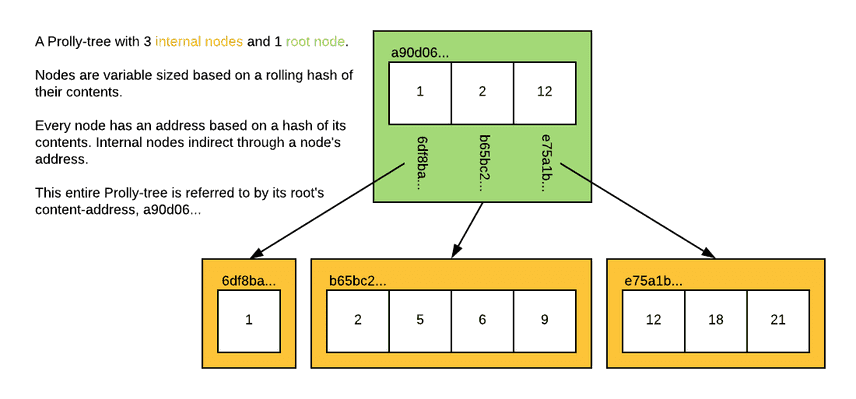 A Prolly-tree with 3 internal nodes and 1 root node.
Nodes are variable sized based on a rolling hash of
their contents.
Every node has an address based on a hash of its
contents. Internal nodes indirect through a node's
address.
This entire Prolly-tree is referred to by its root's
content-address, a90d06...
a90d06...
1 2 12
6df8ba...
b65bc2...
e75a1b...
6df8ba...
1
b65bc2...
2 5 6 9
e75a1b...
12 18 21